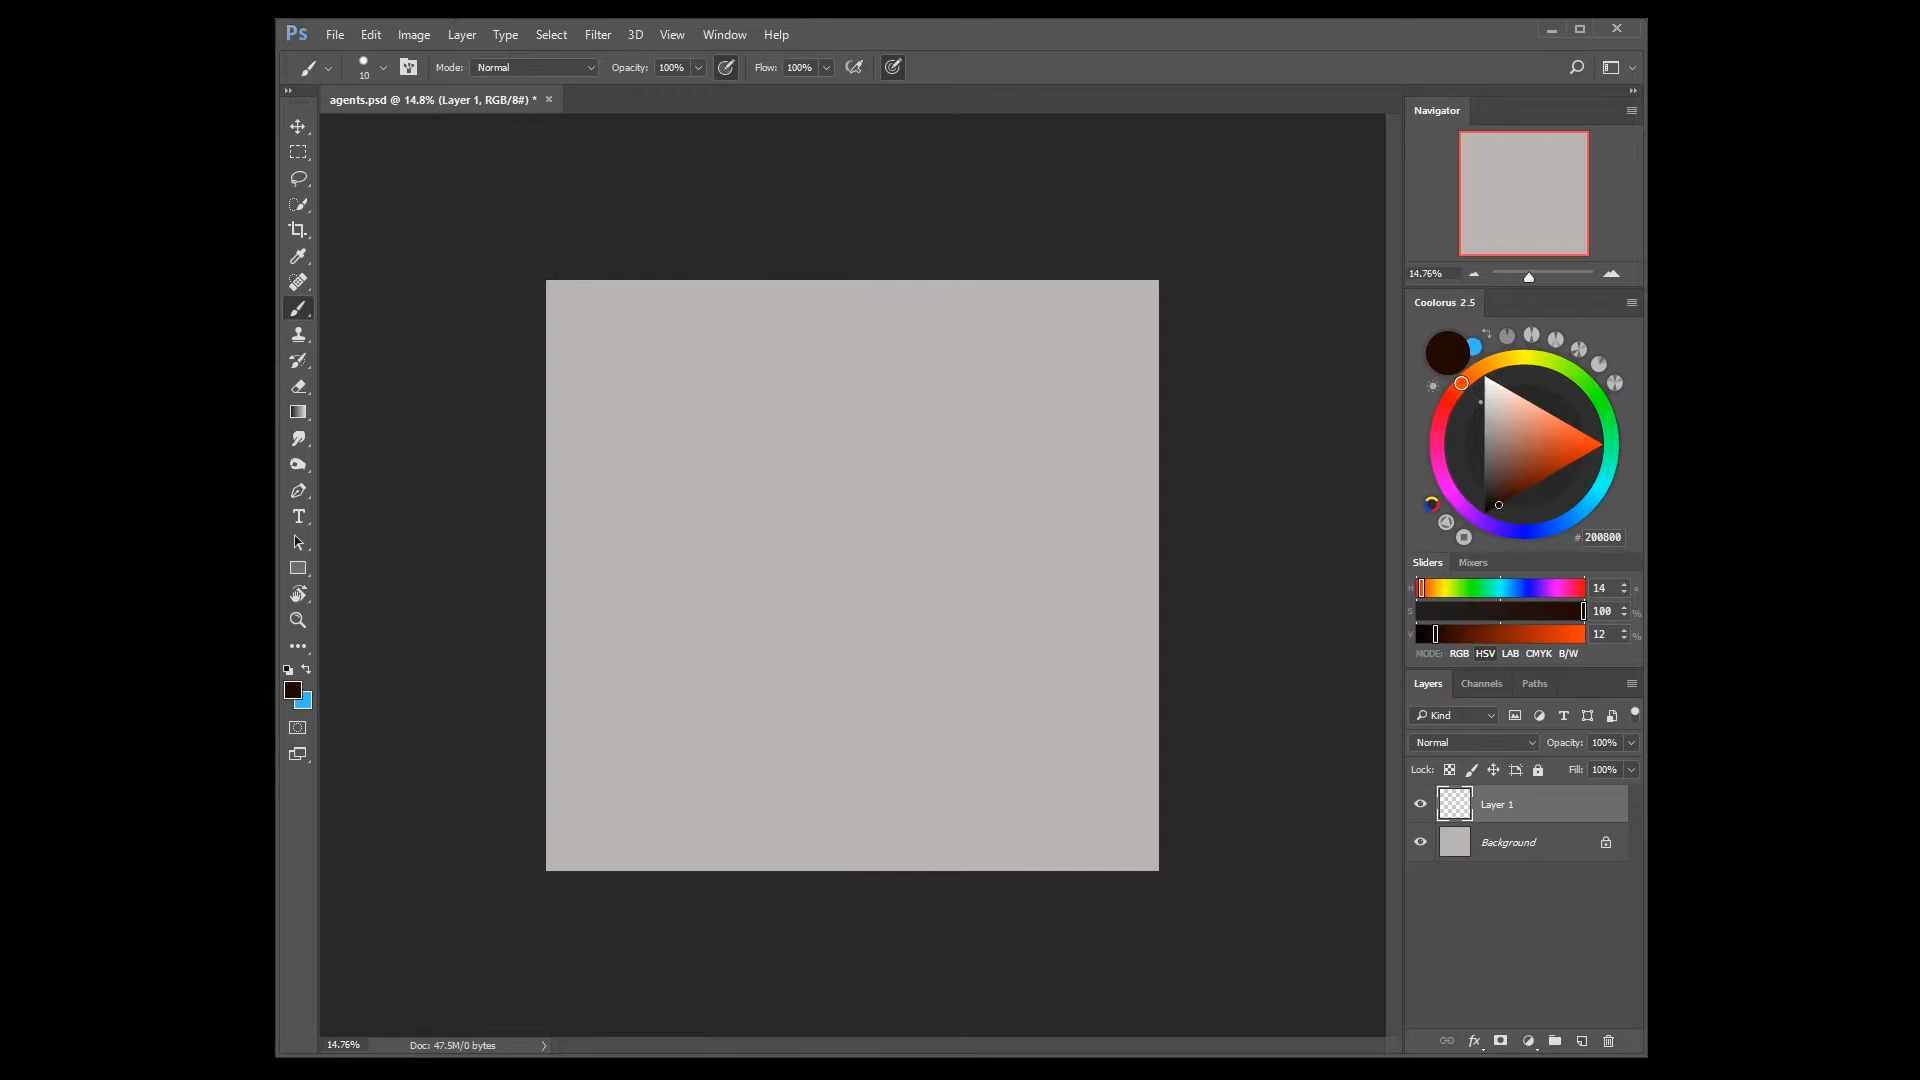 Ps File Edit Image Layer Type Select Filter 3D View Window Help
10 Mode: Normal Opacity: 100% Flow: 100%
agents.psd @ 14.8% (Layer 1, RGB/8#) *
Navigator
14.76%
Coolorus 2.5
# 200800
Sliders Mixers
H 14 °
S 100 %
V 12 %
MODE: RGB HSV LAB CMYK B/W
Layers Channels Paths
Kind
Normal Opacity: 100%
Lock: Fill: 100%
Layer 1
Background
14.76% Doc: 47.5M/0 bytes